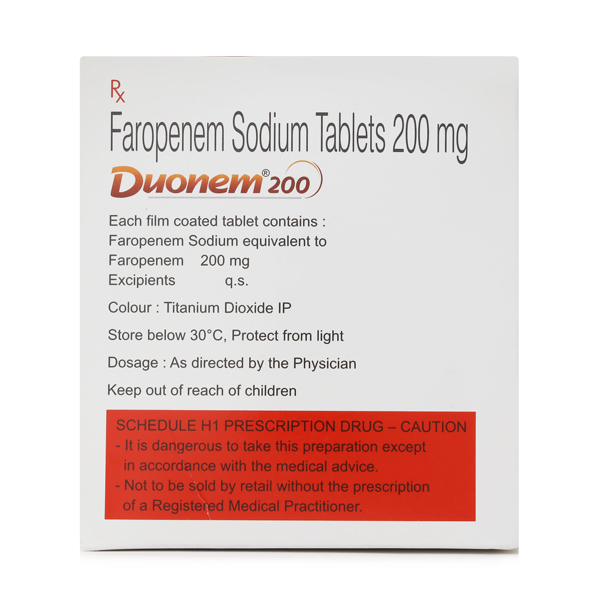 Rx
Faropenem Sodium Tablets 200 mg
Duonem® 200
Each film coated tablet contains :
Faropenem Sodium equivalent to
Faropenem 200 mg
Excipients q.s.
Colour : Titanium Dioxide IP
Store below 30°C, Protect from light
Dosage : As directed by the Physician
Keep out of reach of children
SCHEDULE H1 PRESCRIPTION DRUG – CAUTION
- It is dangerous to take this preparation except
in accordance with the medical advice.
- Not to be sold by retail without the prescription
of a Registered Medical Practitioner.